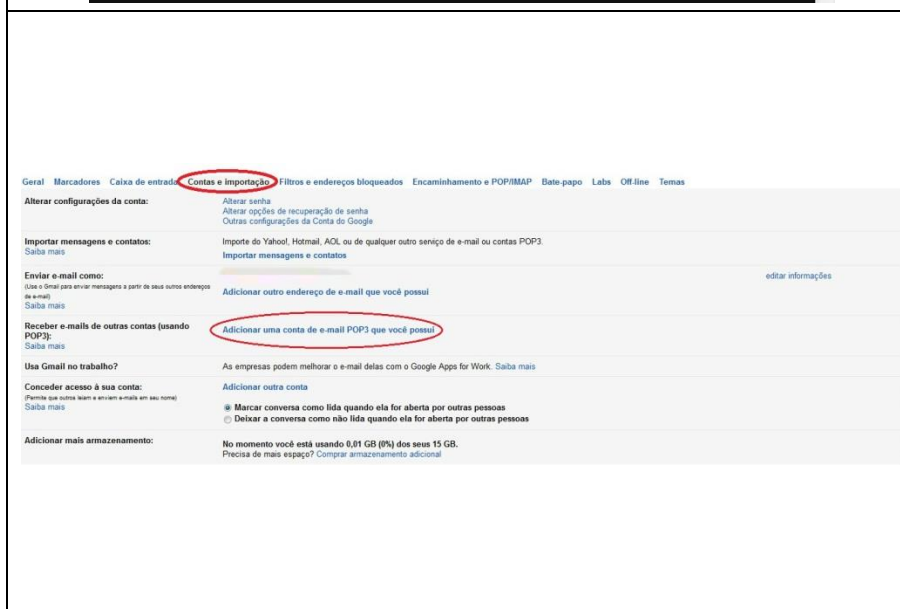 Geral Marcadores Caixa de entrada Contas e importação Filtros e endereços bloqueados Encaminhamento e POP/IMAP Bate-papo Labs Off-line Temas
Alterar configurações da conta:
Alterar senha
Alterar opções de recuperação de senha
Outras configurações da Conta do Google
Importar mensagens e contatos:
Saiba mais
Importe do Yahoo!, Hotmail, AOL ou de qualquer outro serviço de e-mail ou contas POP3.
Importar mensagens e contatos
Enviar e-mail como:
(Use o Gmail para enviar mensagens a partir de seus outros endereços
de e-mail)
Saiba mais
Adicionar outro endereço de e-mail que você possui
editar informações
Receber e-mails de outras contas (usando
POP3):
Saiba mais
Adicionar uma conta de e-mail POP3 que você possui
Usa Gmail no trabalho?
As empresas podem melhorar o e-mail delas com o Google Apps for Work. Saiba mais
Conceder acesso à sua conta:
(Permite que outros leiam e enviem e-mails em seu nome)
Saiba mais
Adicionar outra conta
Marcar conversa como lida quando ela for aberta por outras pessoas
Deixar a conversa como não lida quando ela for aberta por outras pessoas
Adicionar mais armazenamento:
No momento você está usando 0,01 GB (0%) dos seus 15 GB.
Precisa de mais espaço? Comprar armazenamento adicional